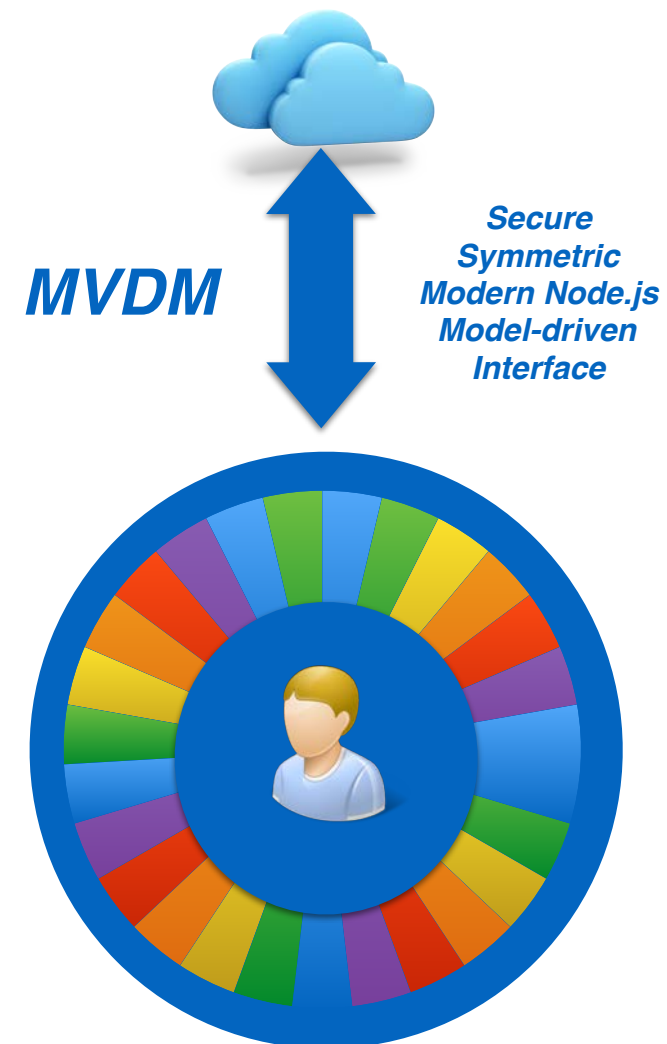 MVDM
Secure
Symmetric
Modern Node.js
Model-driven
Interface